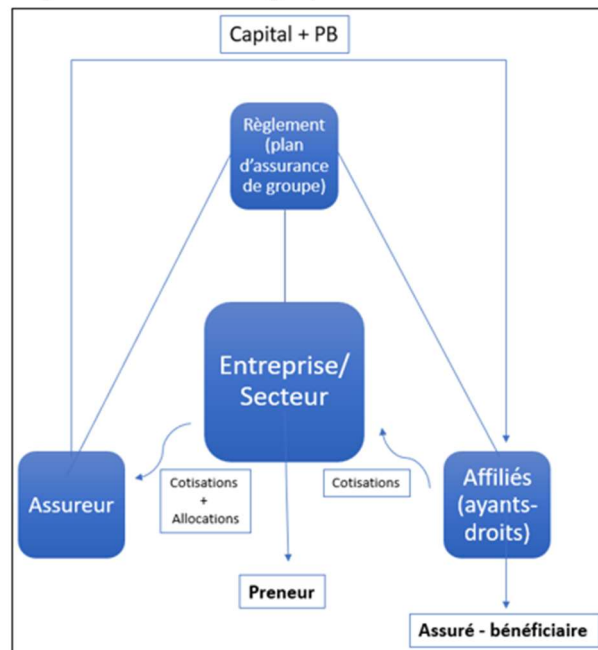 Capital + PB
Règlement
(plan
d'assurance
de groupe)
Entreprise/
Secteur
Assureur
Cotisations
+
Allocations
Cotisations
Affiliés
(ayants-
droits)
Preneur
Assuré - bénéficiaire